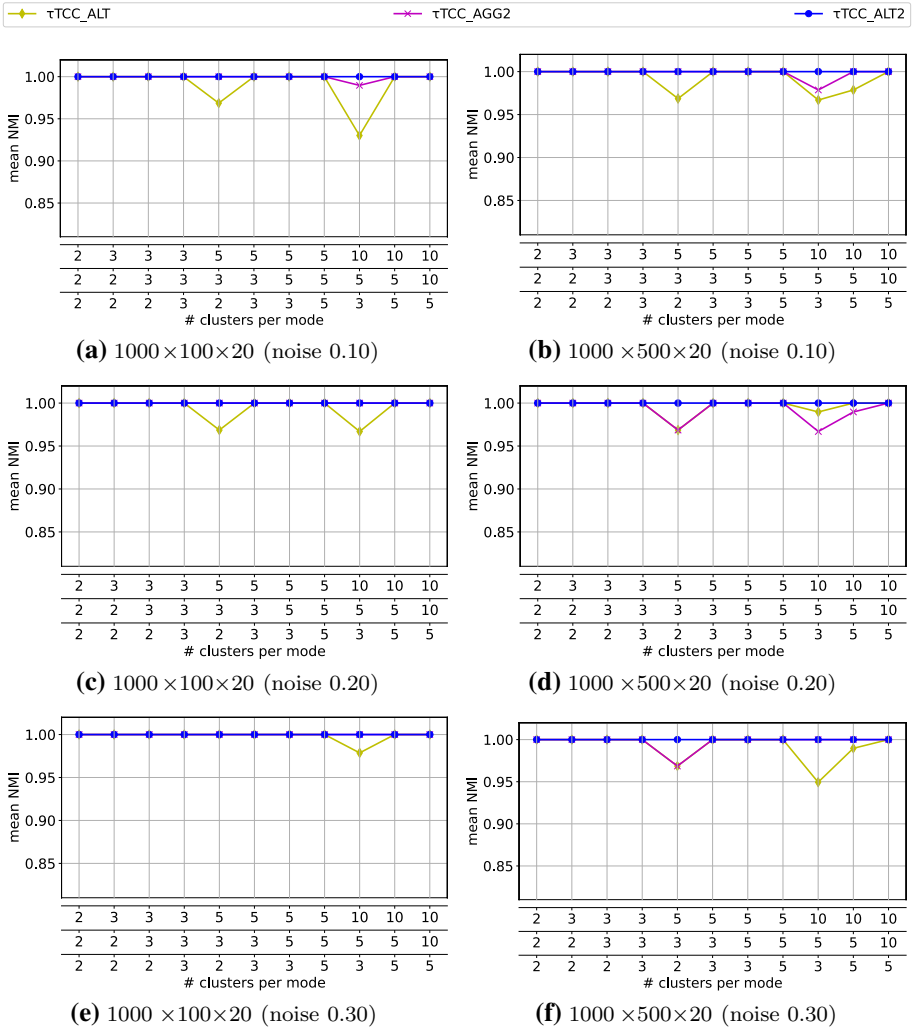 τTCC_ALT τTCC_AGG2 τTCC_ALT2
mean NMI
1.00
0.95
0.90
0.85
2 3 3 3 5 5 5 5 10 10 10
2 2 2 3 3 3 5 5 5 5 10
2 2 2 3 2 3 3 5 3 5 5
# clusters per mode
(a) 1000×100×20 (noise 0.10)
mean NMI
1.00
0.95
0.90
0.85
2 3 3 3 5 5 5 5 10 10 10
2 2 2 3 3 3 5 5 5 5 10
2 2 2 3 2 3 3 5 3 5 5
# clusters per mode
(b) 1000 ×500×20 (noise 0.10)
mean NMI
1.00
0.95
0.90
0.85
2 3 3 3 5 5 5 5 10 10 10
2 2 2 3 3 3 5 5 5 5 10
2 2 2 3 2 3 3 5 3 5 5
# clusters per mode
(c) 1000 ×100×20 (noise 0.20)
mean NMI
1.00
0.95
0.90
0.85
2 3 3 3 5 5 5 5 10 10 10
2 2 2 3 3 3 5 5 5 5 10
2 2 2 3 2 3 3 5 3 5 5
# clusters per mode
(d) 1000 ×500×20 (noise 0.20)
mean NMI
1.00
0.95
0.90
0.85
2 3 3 3 5 5 5 5 10 10 10
2 2 2 3 3 3 5 5 5 5 10
2 2 2 3 2 3 3 5 3 5 5
# clusters per mode
(e) 1000 ×100×20 (noise 0.30)
mean NMI
1.00
0.95
0.90
0.85
2 3 3 3 5 5 5 5 10 10 10
2 2 2 3 3 3 5 5 5 5 10
2 2 2 3 2 3 3 5 3 5 5
# clusters per mode
(f) 1000 ×500×20 (noise 0.30)